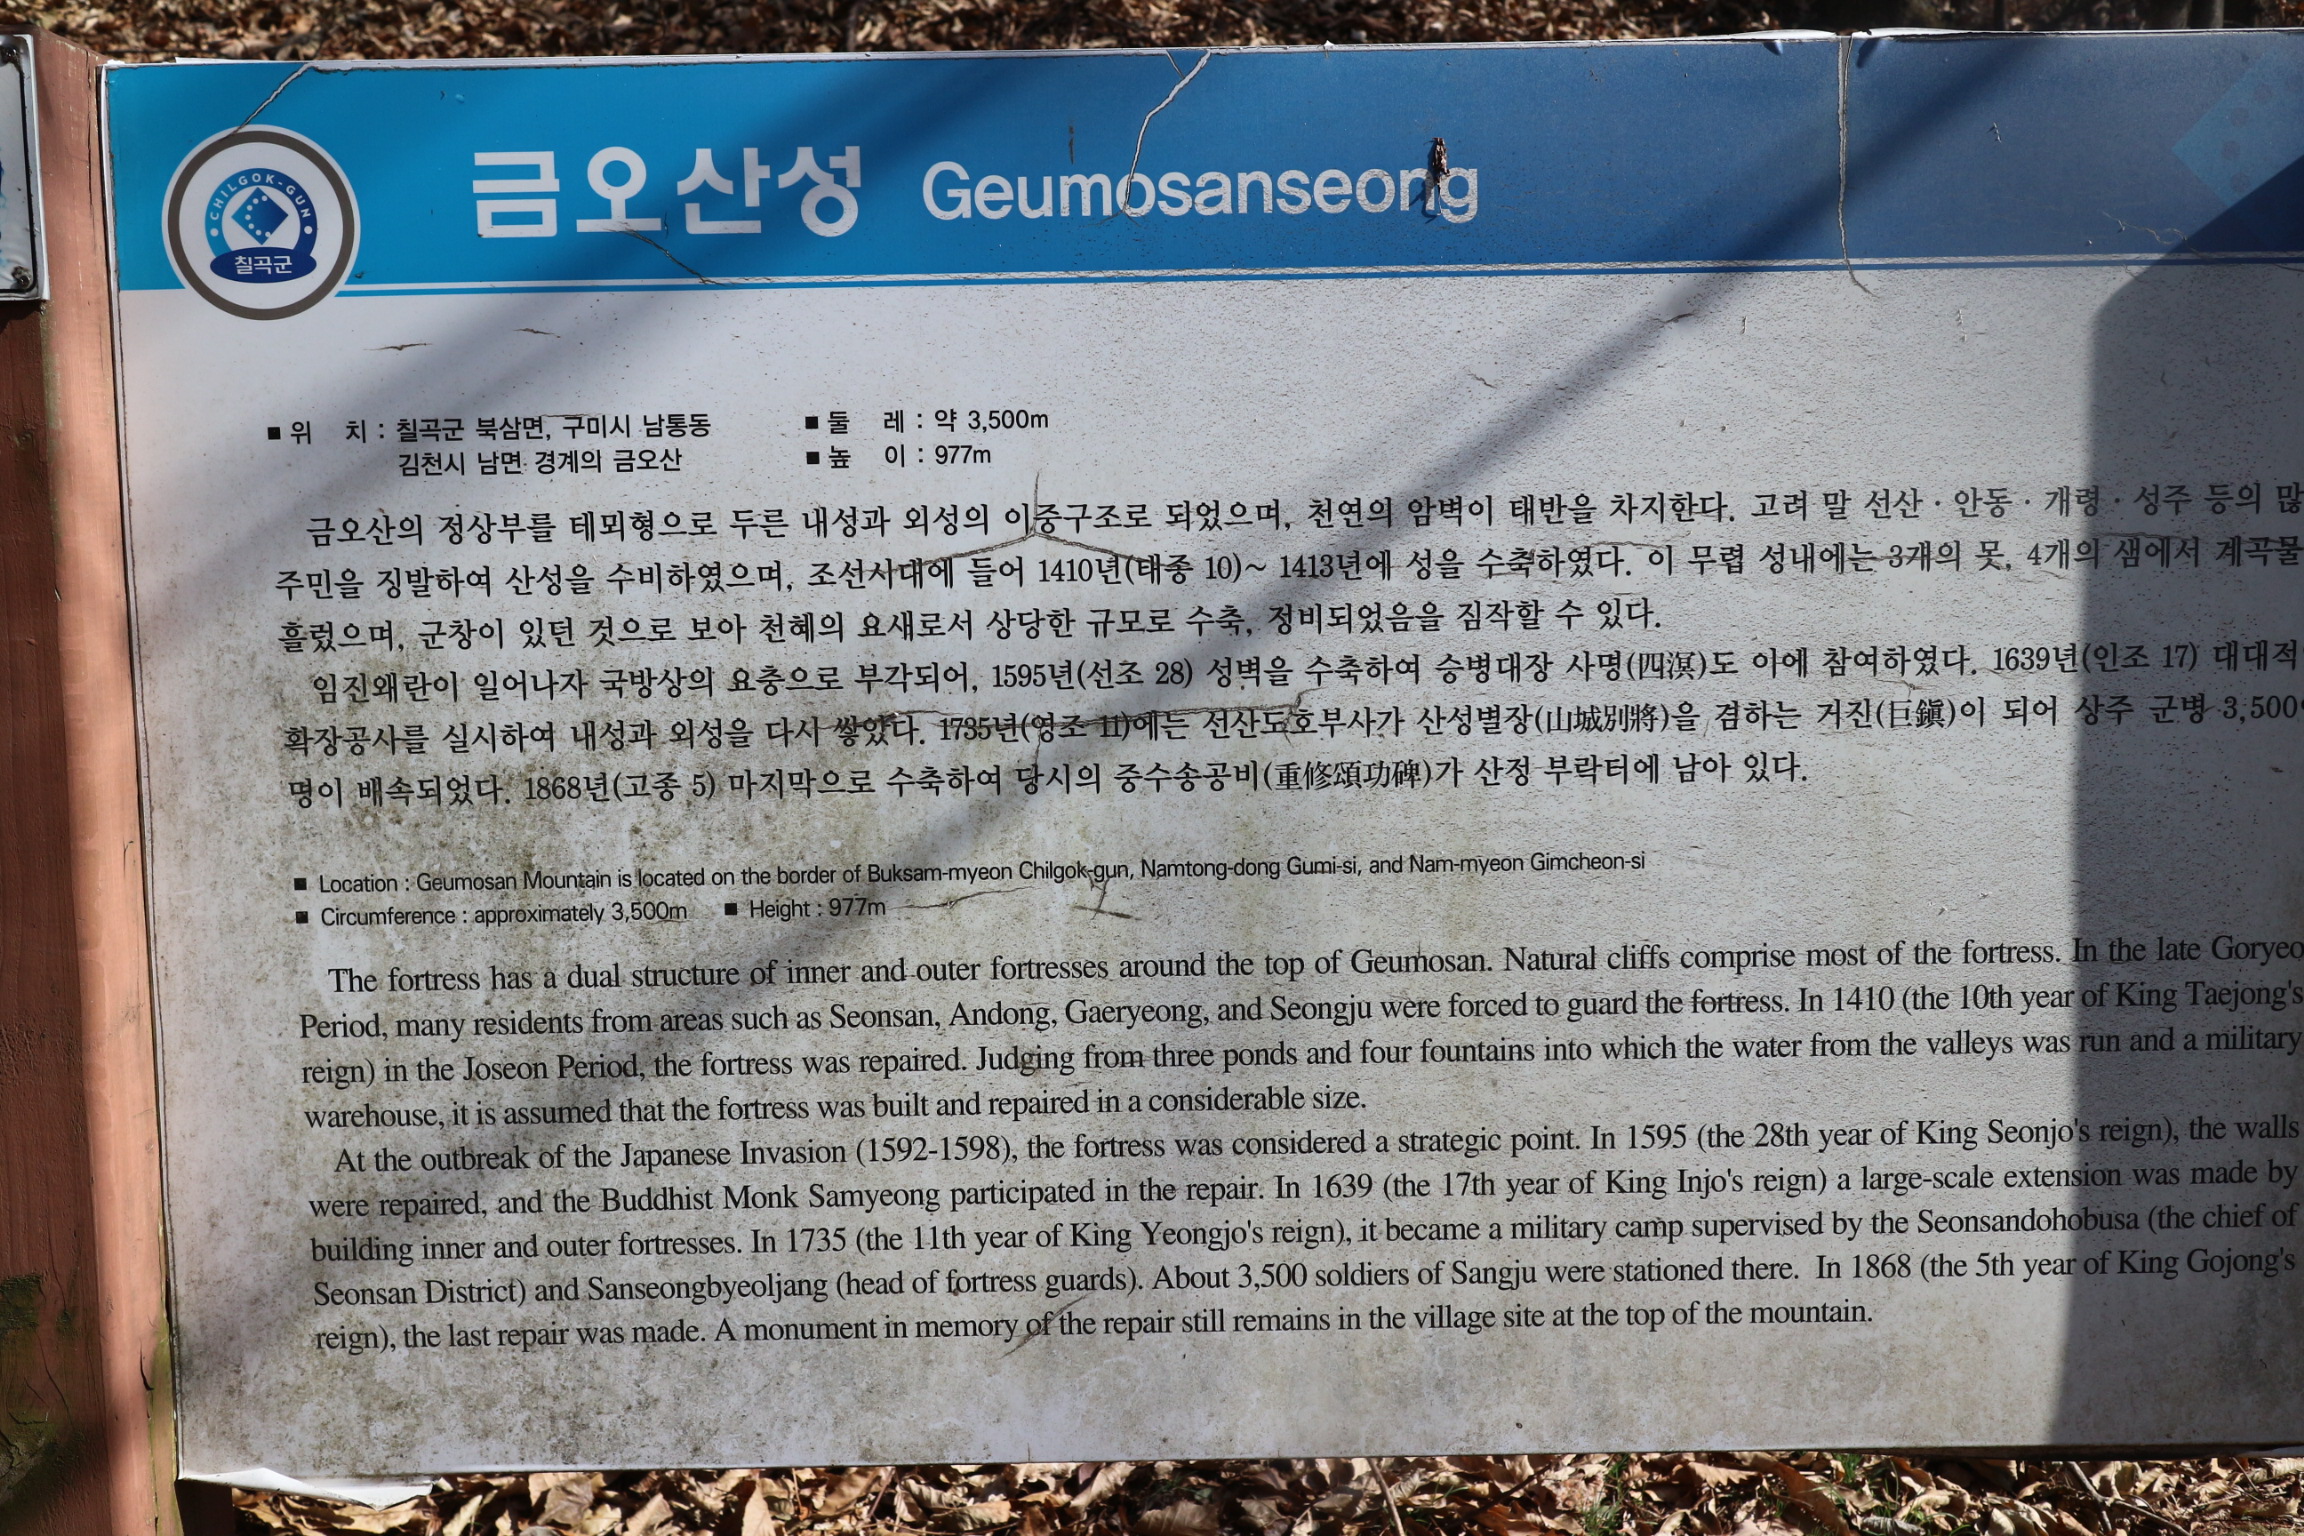 금오산성 Geumosanseong
CHILGOK-GUN
칠곡군
■ 위 치 : 칠곡군 북삼면, 구미시 남통동
김천시 남면 경계의 금오산
■ 둘 레 : 약 3,500m
■ 높 이 : 977m
금오산의 정상부를 테뫼형으로 두른 내성과 외성의 이중구조로 되었으며, 천연의 암벽이 태반을 차지한다. 고려 말 선산 · 안동 · 개령 · 성주 등의 많
주민을 징발하여 산성을 수비하였으며, 조선시대에 들어 1410년(태종 10)~ 1413년에 성을 수축하였다. 이 무렵 성내에는 3개의 못, 4개의 샘에서 계곡물
흘렀으며, 군창이 있던 것으로 보아 천혜의 요새로서 상당한 규모로 수축, 정비되었음을 짐작할 수 있다.
임진왜란이 일어나자 국방상의 요충으로 부각되어, 1595년(선조 28) 성벽을 수축하여 승병대장 사명(四溟)도 이에 참여하였다. 1639년(인조 17) 대대적
확장공사를 실시하여 내성과 외성을 다시 쌓았다. 1735년(영조 11)에는 선산도호부사가 산성별장(山城別將)을 겸하는 거진(巨鎭)이 되어 상주 군병 3,500
명이 배속되었다. 1868년(고종 5) 마지막으로 수축하여 당시의 중수송공비(重修頌功碑)가 산정 부락터에 남아 있다.
■ Location : Geumosan Mountain is located on the border of Buksam-myeon Chilgok-gun, Namtong-dong Gumi-si, and Nam-myeon Gimcheon-si
■ Circumference : approximately 3,500m ■ Height : 977m
The fortress has a dual structure of inner and outer fortresses around the top of Geumosan. Natural cliffs comprise most of the fortress. In the late Goryeo
Period, many residents from areas such as Seonsan, Andong, Gaeryeong, and Seongju were forced to guard the fortress. In 1410 (the 10th year of King Taejong's
reign) in the Joseon Period, the fortress was repaired. Judging from three ponds and four fountains into which the water from the valleys was run and a military
warehouse, it is assumed that the fortress was built and repaired in a considerable size.
At the outbreak of the Japanese Invasion (1592-1598), the fortress was considered a strategic point. In 1595 (the 28th year of King Seonjo's reign), the walls
were repaired, and the Buddhist Monk Samyeong participated in the repair. In 1639 (the 17th year of King Injo's reign) a large-scale extension was made by
building inner and outer fortresses. In 1735 (the 11th year of King Yeongjo's reign), it became a military camp supervised by the Seonsandohobusa (the chief of
Seonsan District) and Sanseongbyeoljang (head of fortress guards). About 3,500 soldiers of Sangju were stationed there. In 1868 (the 5th year of King Gojong's
reign), the last repair was made. A monument in memory of the repair still remains in the village site at the top of the mountain.